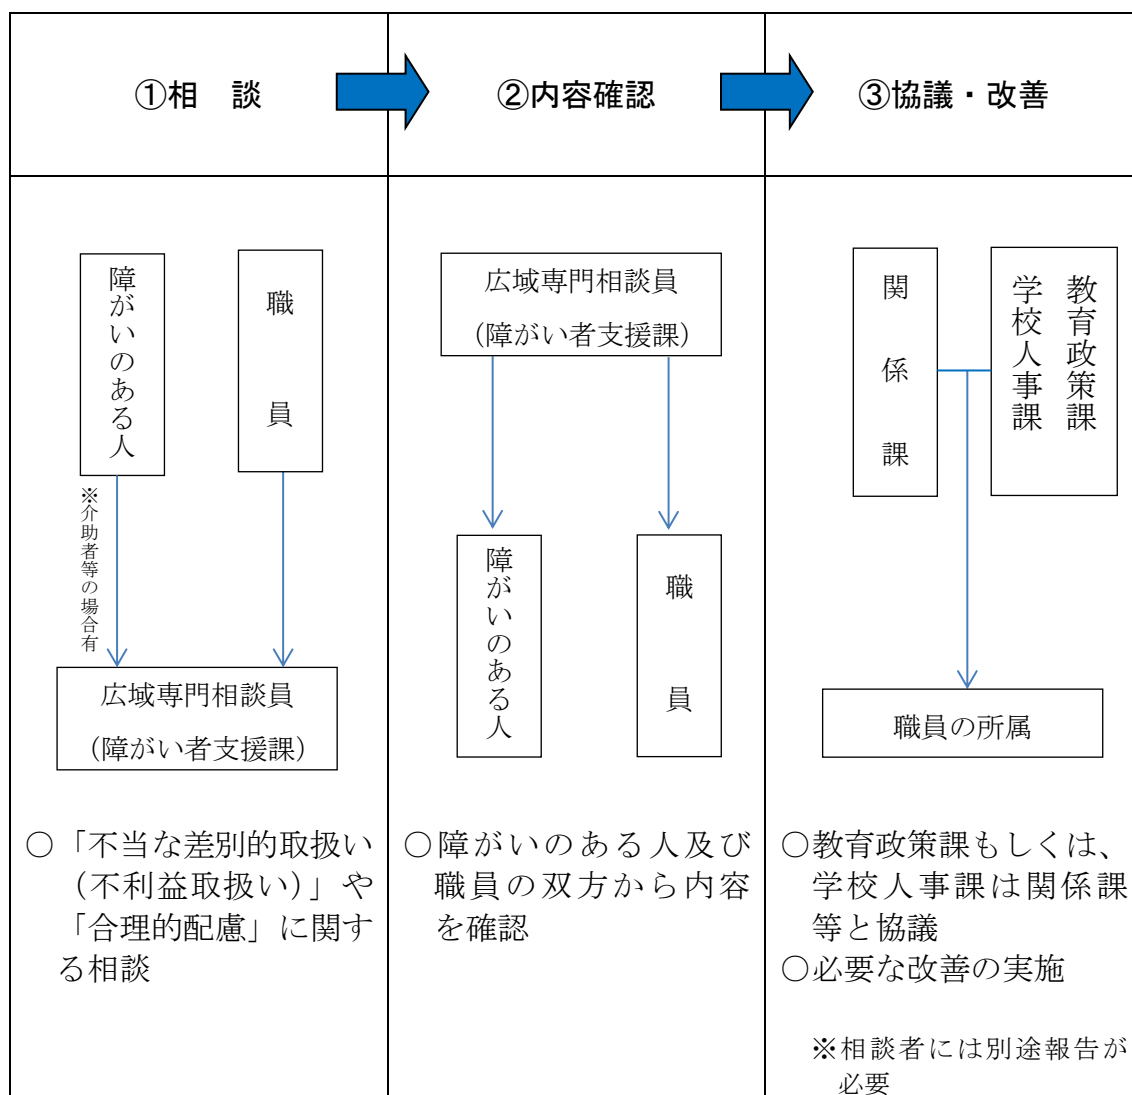 ①相　談
②内容確認
③協議・改善
障がいのある人
職員
※介助者等の場合有
広域専門相談員
（障がい者支援課）
○「不当な差別的取扱い
（不利益取扱い）」や
「合理的配慮」に関す
る相談
広域専門相談員
（障がい者支援課）
障がいのある人
職員
○障がいのある人及び
職員の双方から内容
を確認
関係課
教育政策課
学校人事課
職員の所属
○教育政策課もしくは、
学校人事課は関係課
等と協議
○必要な改善の実施
※相談者には別途報告が
必要